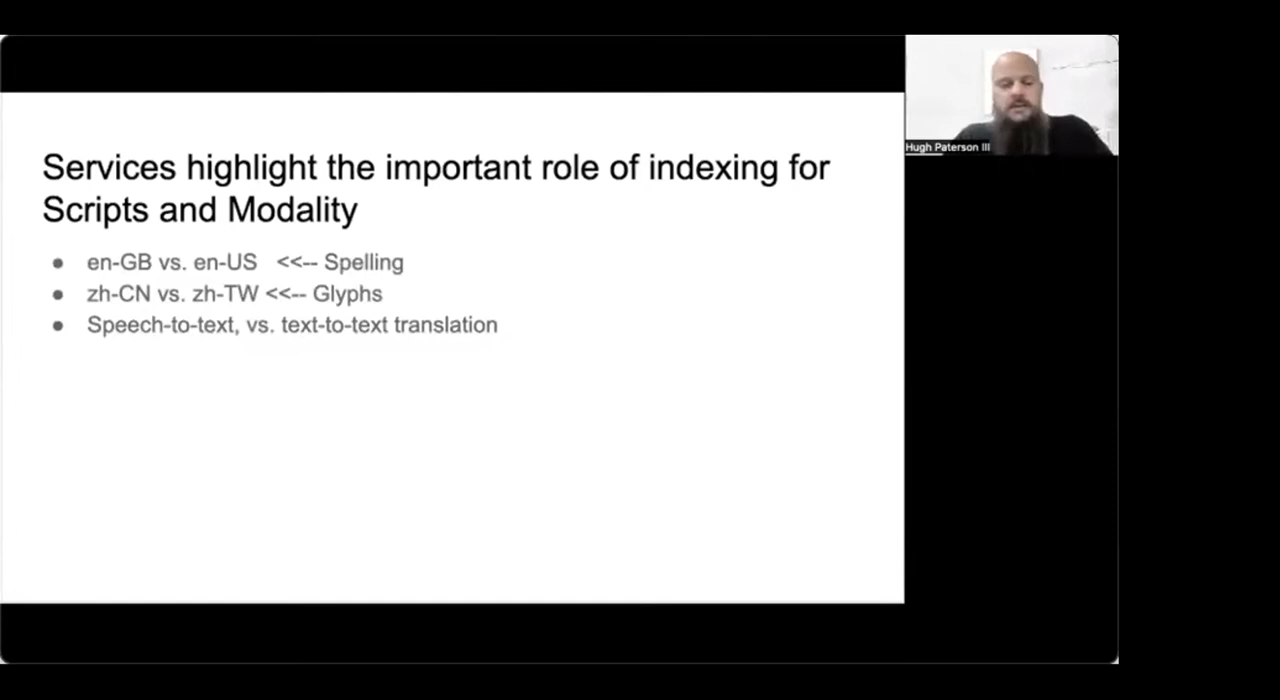 Services highlight the important role of indexing for
Scripts and Modality
● en-GB vs. en-US <<-- Spelling
● zh-CN vs. zh-TW <<-- Glyphs
● Speech-to-text, vs. text-to-text translation
Hugh Paterson III